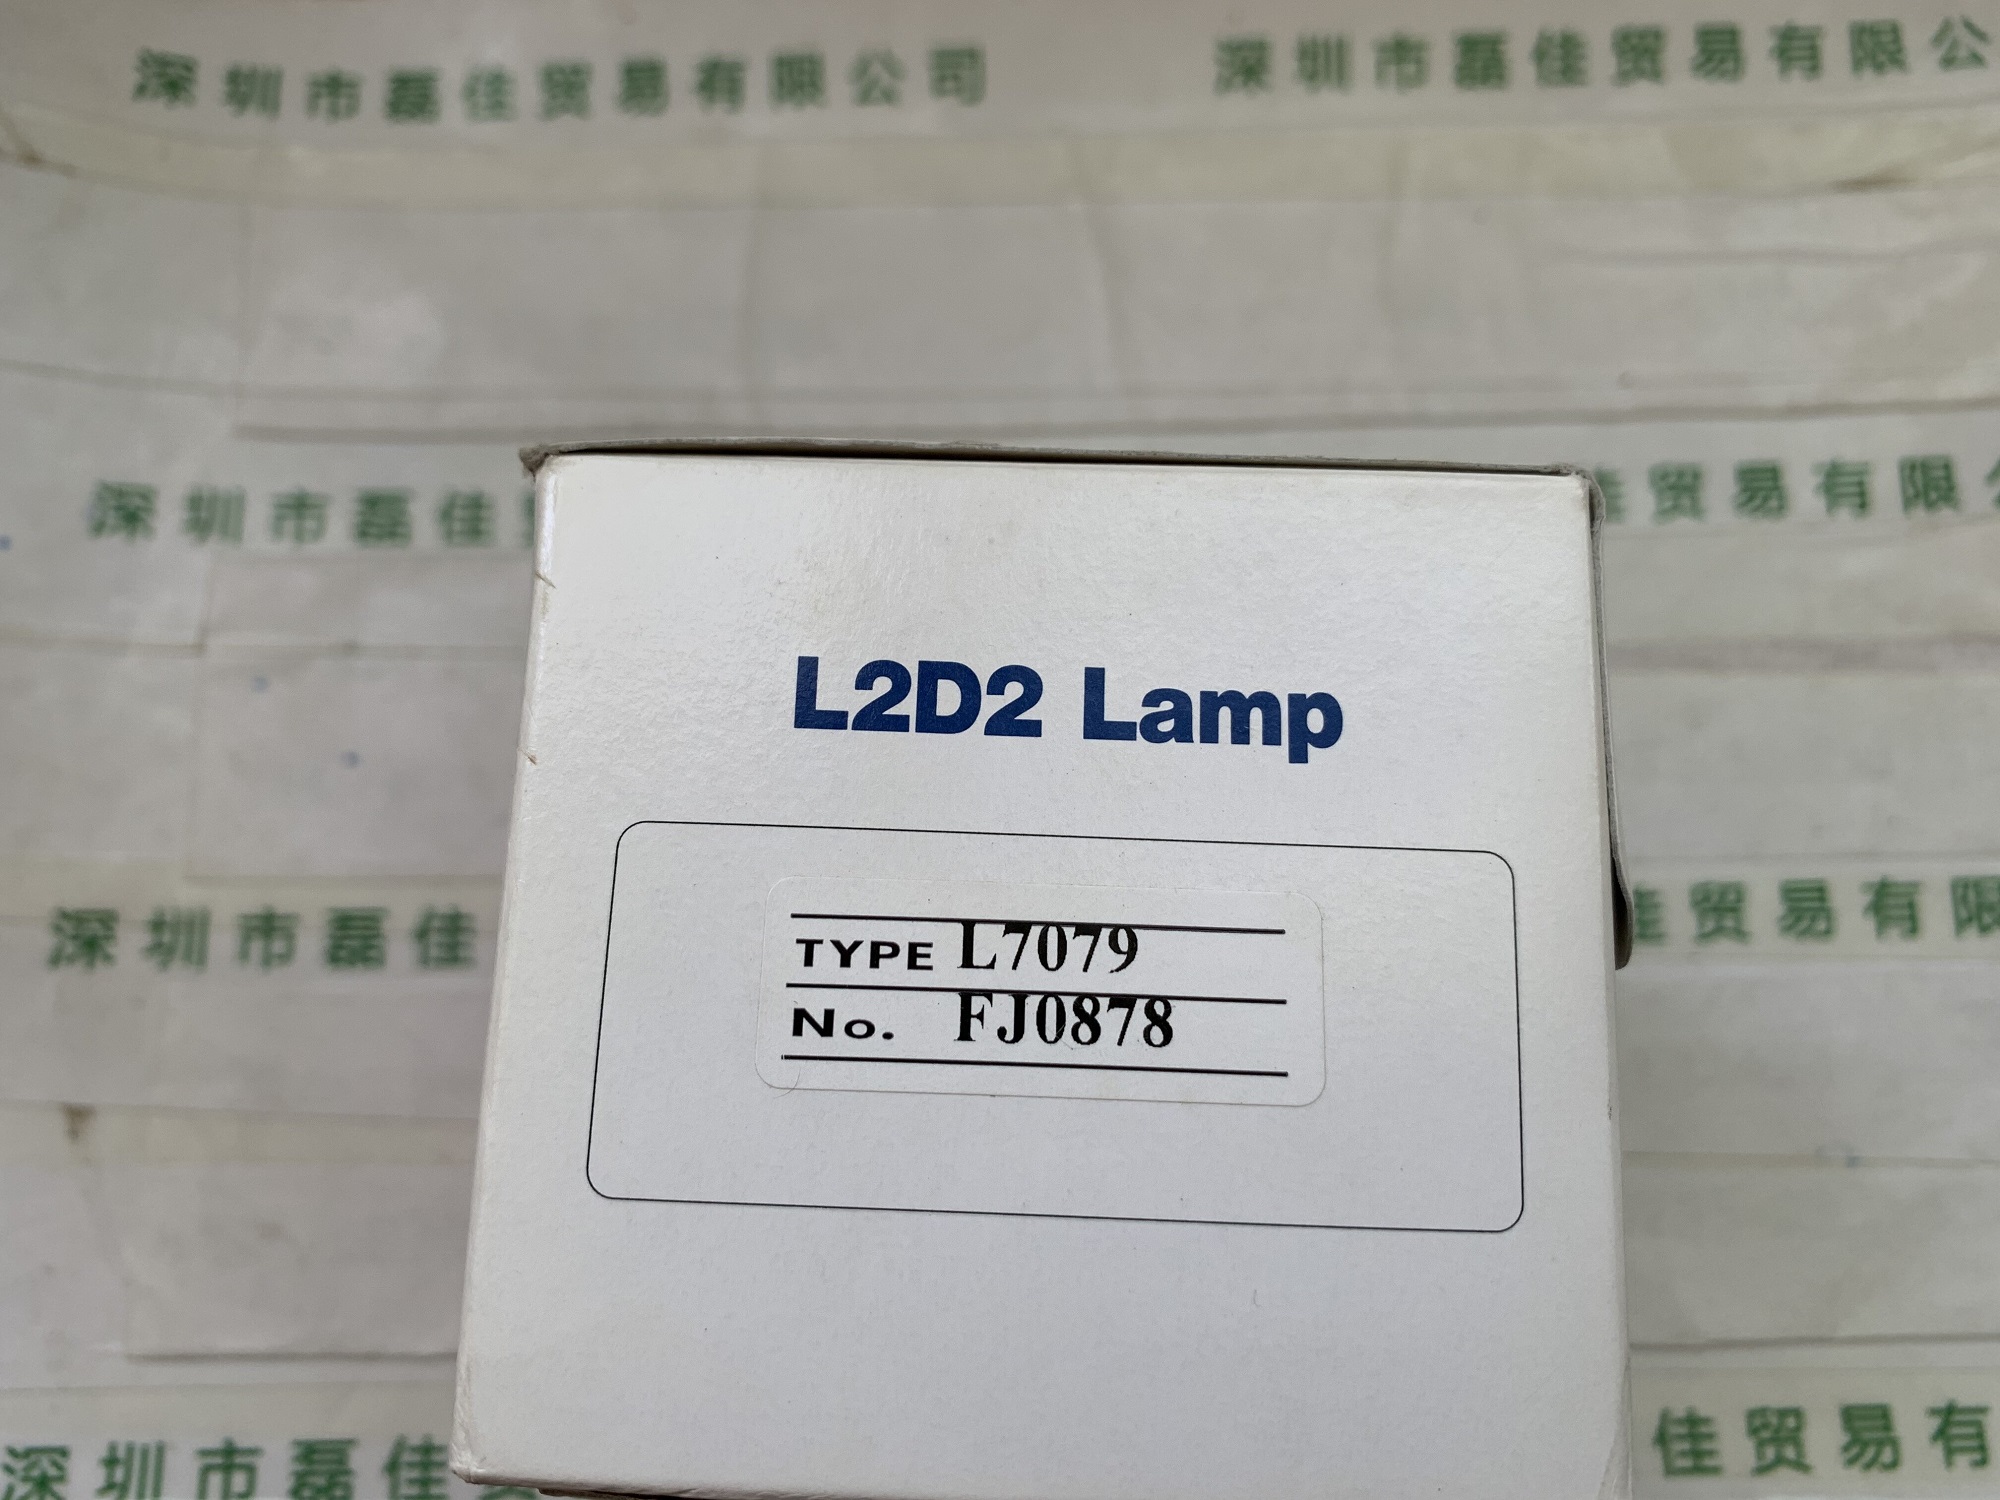 深圳市磊佳贸易有限公司 深圳市磊佳贸易有限公
深圳市磊佳 佳贸易有限
L2D2 Lamp
深圳市磊佳 佳贸易有限
TYPE L7079
No. FJ0878
深圳市磊佳 佳贸易有